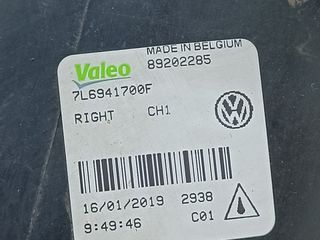 Valeo
MADE IN BELGIUM
89202285
7L6941700F
RIGHT CH1
16/01/2019 2938
9:49:46 C01